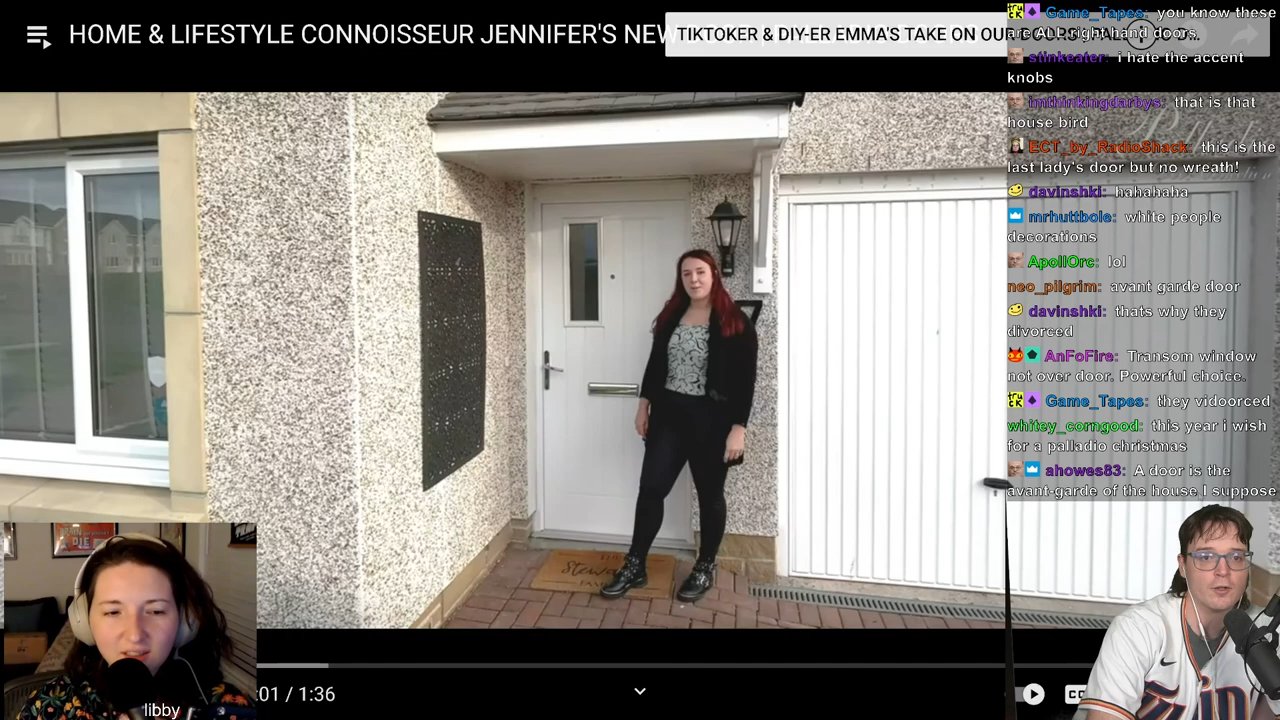 HOME & LIFESTYLE CONNOISSEUR JENNIFER'S NEW
TIKTOKER & DIY-ER EMMA'S TAKE ON OUR
Game_Tapes: you know these
are ALL right hand doors.
stinkeater: i hate the accent
knobs
imthinkingdarbys: that is that
house bird
ECT_by_RadioShack: this is the
last lady's door but no wreath!
davinshki: hahahaha
mrhuttbole: white people
decorations
ApollOrc: lol
neo_pilgrim: avant garde door
davinshki: thats why they
divorced
AnFoFire: Transom window
not over door. Powerful choice.
Game_Tapes: they vidoorced
whitey_corngood: this year i wish
for a palladio christmas
ahowes83: A door is the
avant-garde of the house I suppose
:01 / 1:36
libby